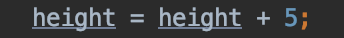 height = height + 5;